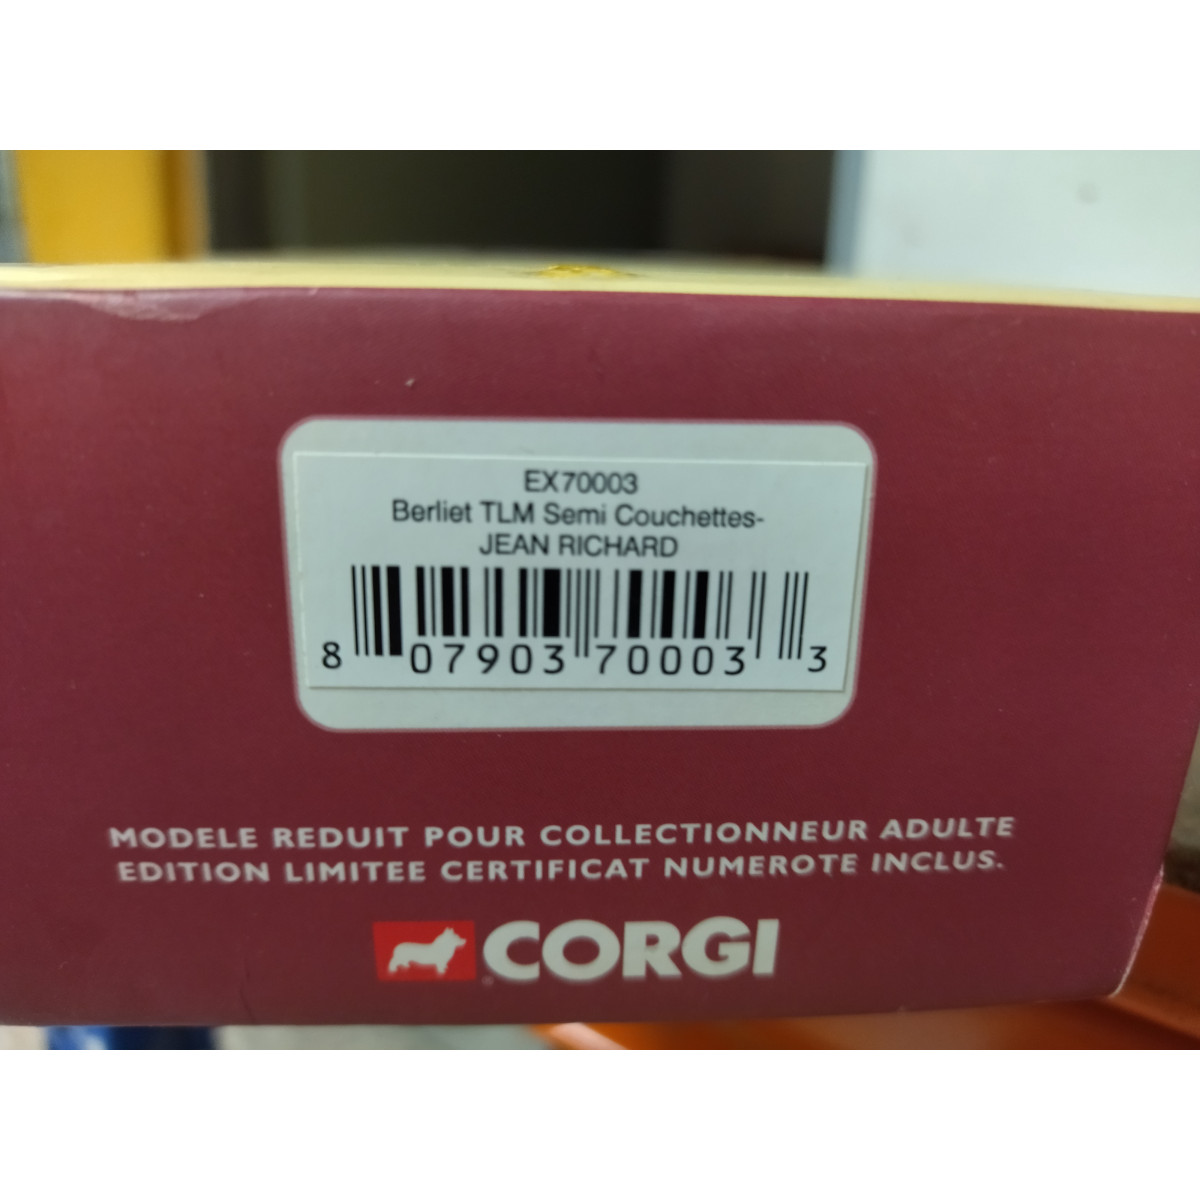 EX70003
Berliet TLM Semi Couchettes-
JEAN RICHARD
8 07903 70003 3
MODELE REDUIT POUR COLLECTIONNEUR ADULTE
EDITION LIMITEE CERTIFICAT NUMEROTE INCLUS.
CORGI